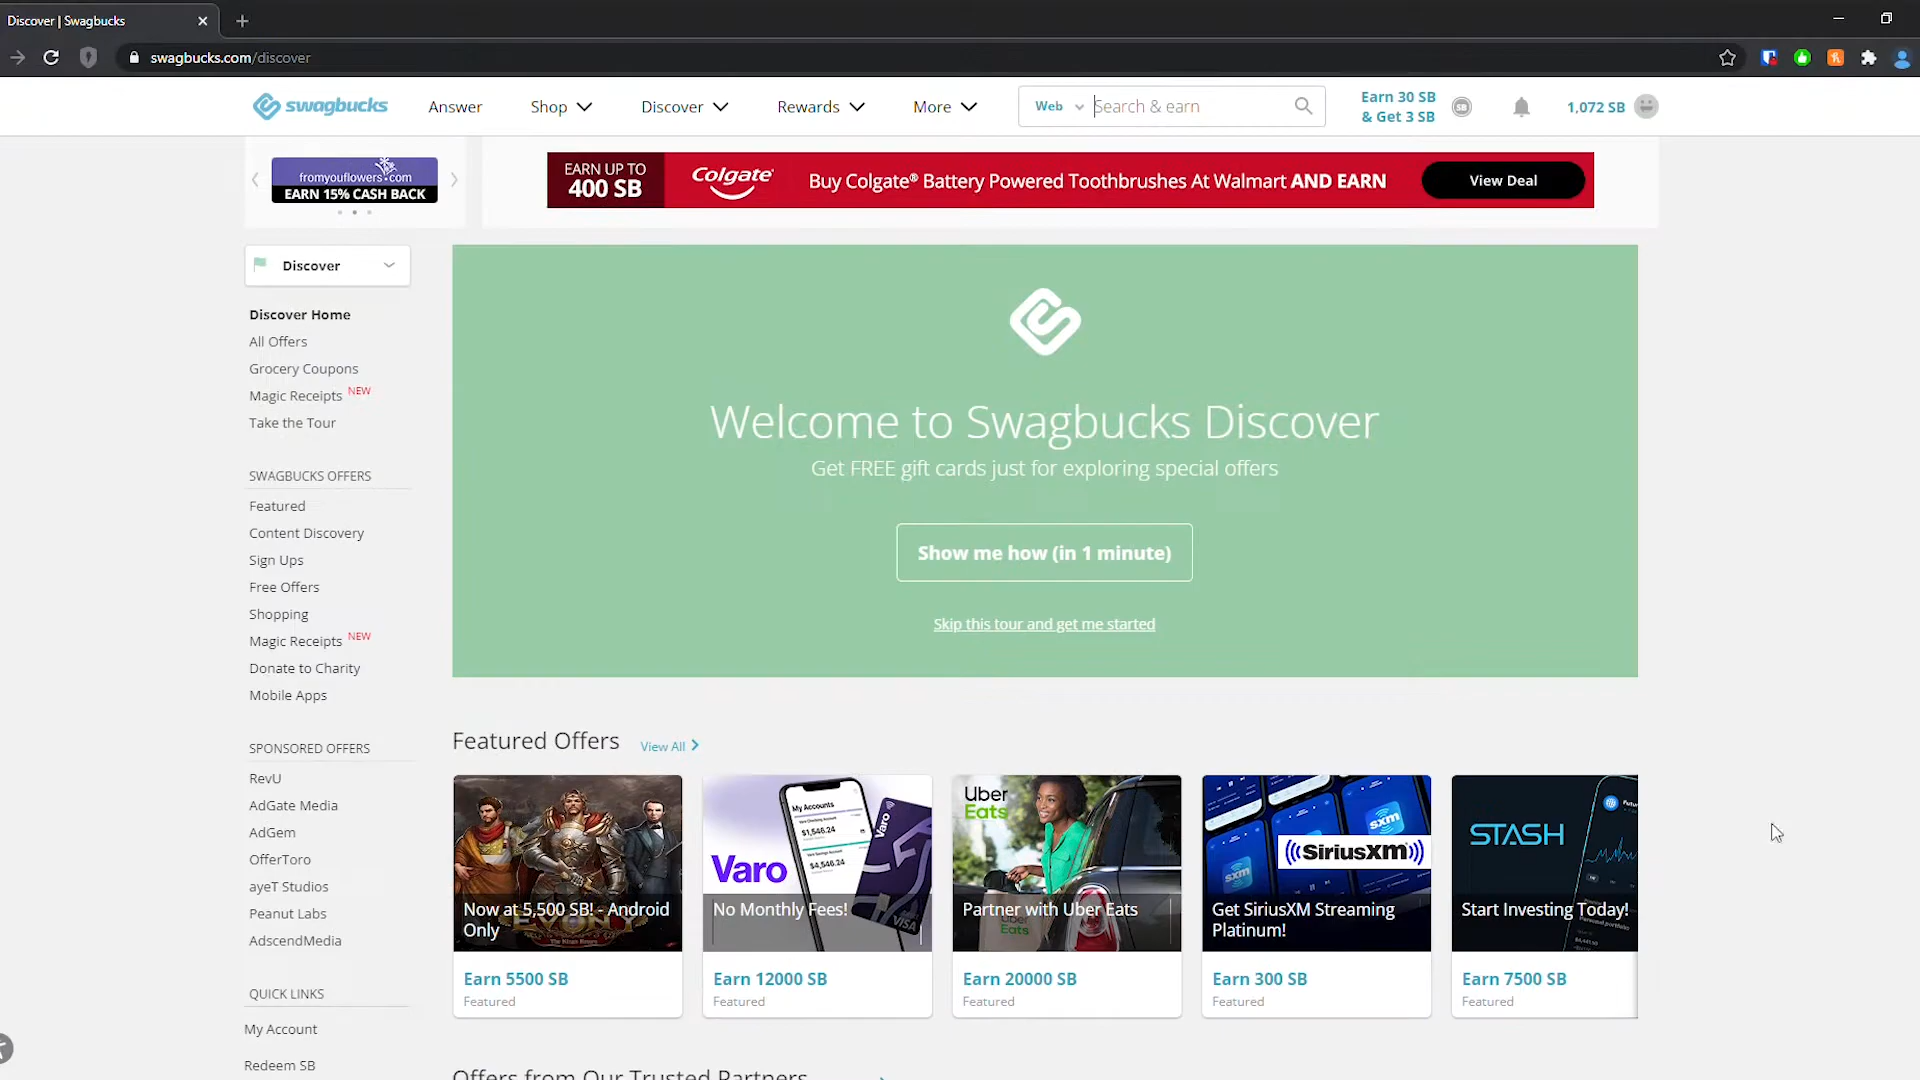 Discover | Swagbucks
swagbucks.com/discover
swagbucks
Answer
Shop
Discover
Rewards
More
Web
Search & earn
Earn 30 SB
& Get 3 SB
SB
1,072 SB
fromyouflowers.com
EARN 15% CASH BACK
EARN UP TO
400 SB
Colgate
Buy Colgate® Battery Powered Toothbrushes At Walmart AND EARN
View Deal
Discover
Discover Home
All Offers
Grocery Coupons
Magic Receipts NEW
Take the Tour
SWAGBUCKS OFFERS
Featured
Content Discovery
Sign Ups
Free Offers
Shopping
Magic Receipts NEW
Donate to Charity
Mobile Apps
SPONSORED OFFERS
RevU
AdGate Media
AdGem
OfferToro
ayeT Studios
Peanut Labs
AdscendMedia
QUICK LINKS
My Account
Redeem SB
Welcome to Swagbucks Discover
Get FREE gift cards just for exploring special offers
Show me how (in 1 minute)
Skip this tour and get me started
Featured Offers
View All
Now at 5,500 SB! - Android
Only
Earn 5500 SB
Featured
My Accounts
$1,546.24
$4,546.24
Varo
Varo
VISA
No Monthly Fees!
Earn 12000 SB
Featured
Uber
Eats
Partner with Uber Eats
Uber
Eats
Earn 20000 SB
Featured
sxm
SiriusXM
sxm
Get SiriusXM Streaming
Platinum!
Earn 300 SB
Featured
STASH
Start Investing Today!
Earn 7500 SB
Featured
Offers from Our Trusted Partners